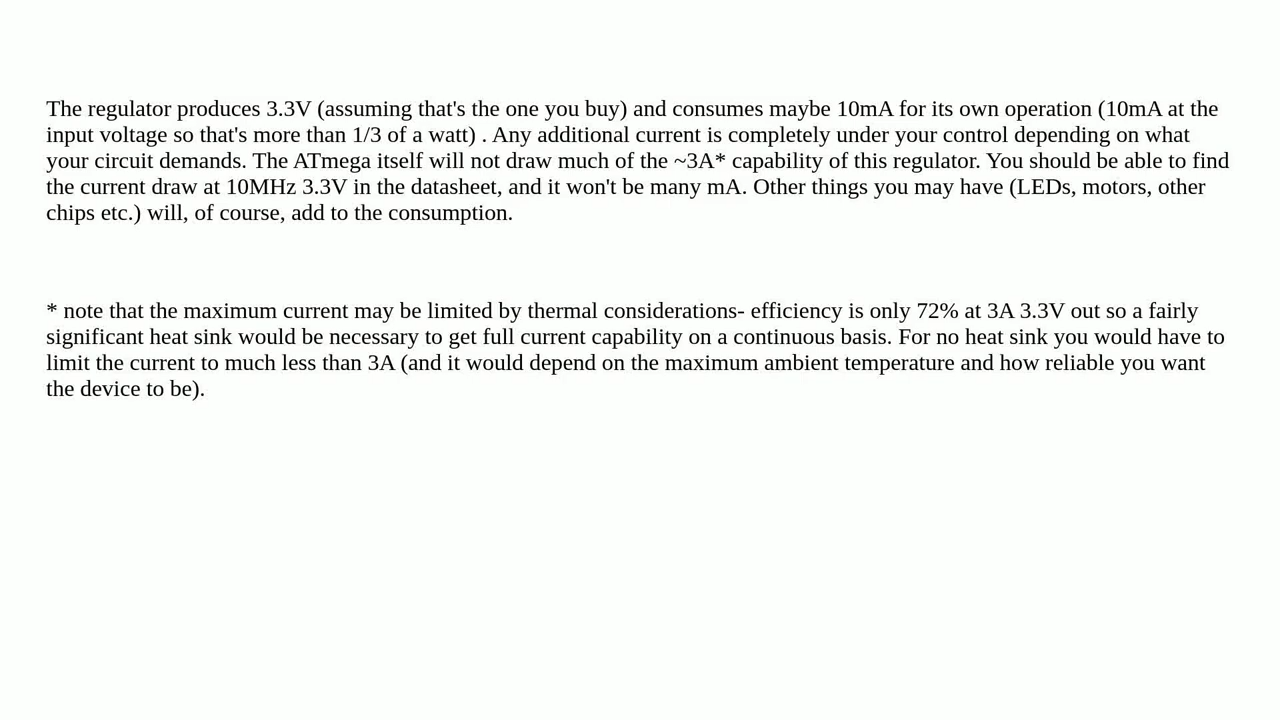 The regulator produces 3.3V (assuming that's the one you buy) and consumes maybe 10mA for its own operation (10mA at the
input voltage so that's more than 1/3 of a watt) . Any additional current is completely under your control depending on what
your circuit demands. The ATmega itself will not draw much of the ~3A* capability of this regulator. You should be able to find
the current draw at 10MHz 3.3V in the datasheet, and it won't be many mA. Other things you may have (LEDs, motors, other
chips etc.) will, of course, add to the consumption.
* note that the maximum current may be limited by thermal considerations- efficiency is only 72% at 3A 3.3V out so a fairly
significant heat sink would be necessary to get full current capability on a continuous basis. For no heat sink you would have to
limit the current to much less than 3A (and it would depend on the maximum ambient temperature and how reliable you want
the device to be).